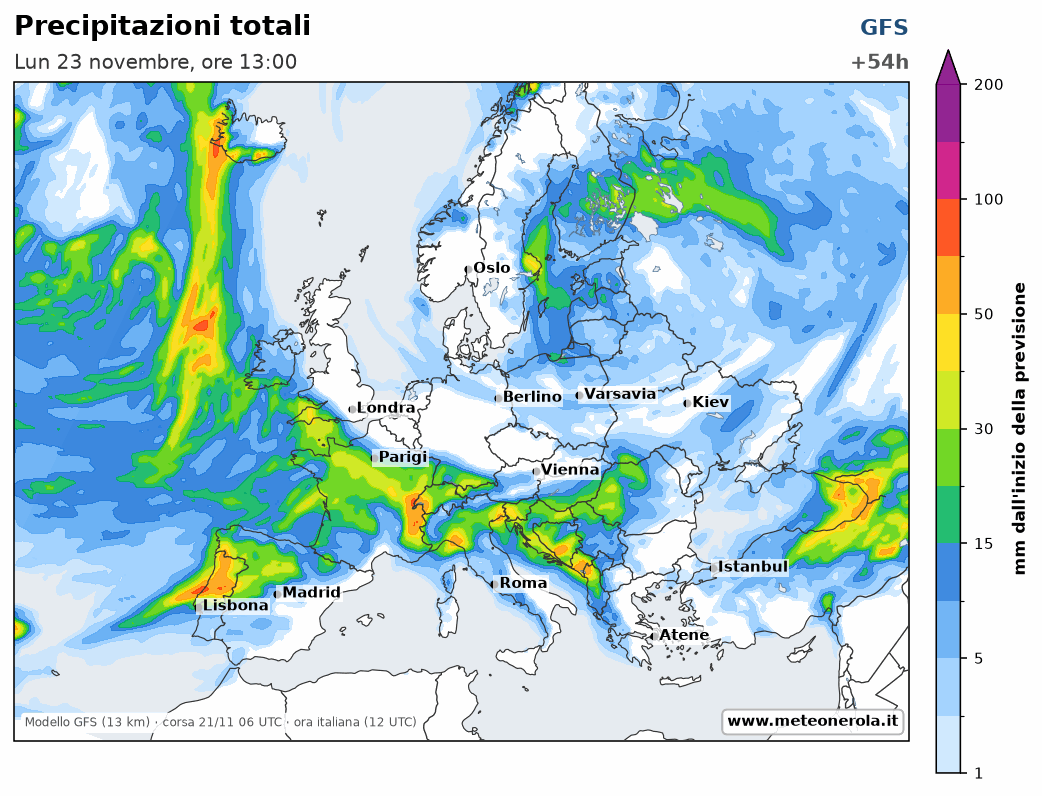 Precipitazioni totali
GFS
Lun 23 novembre, ore 13:00
+54h
200
100
50
30
15
5
1
mm dall'inizio della previsione
Oslo
Berlino
Varsavia
Kiev
Londra
Parigi
Vienna
Istanbul
Roma
Madrid
Lisbona
Atene
Modello GFS (13 km) · corsa 21/11 06 UTC · ora italiana (12 UTC)
www.meteonerola.it